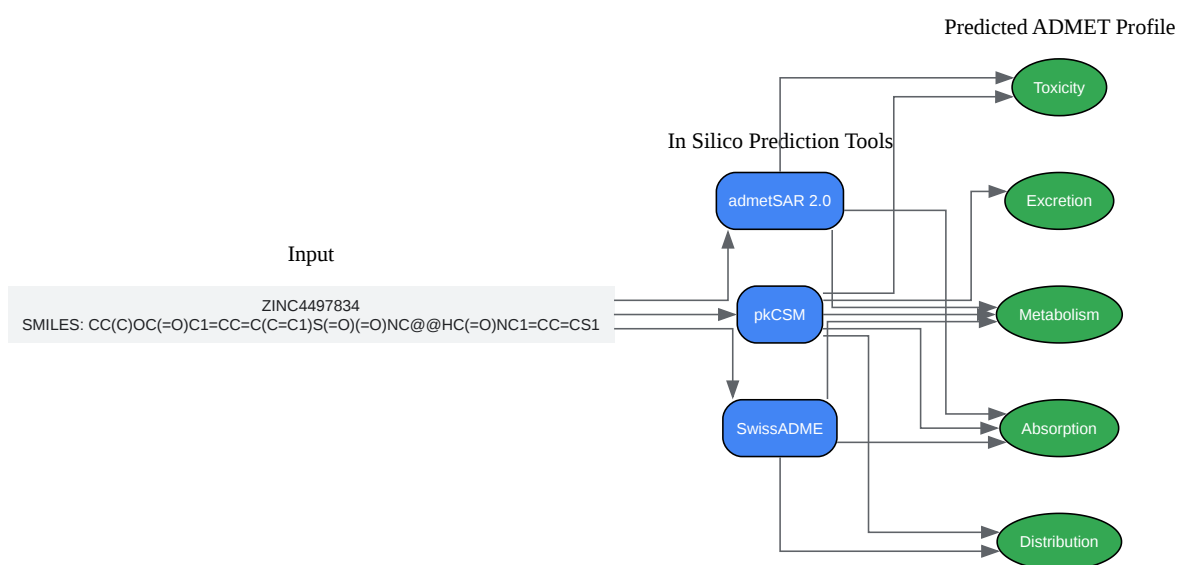 Predicted ADMET Profile
Toxicity
In Silico Prediction Tools
admetSAR 2.0
Excretion
Input
ZINC4497834
SMILES: CC(C)OC(=O)C1=CC=C(C=C1)S(=O)(=O)NC@@HC(=O)NC1=CC=CS1
pkCSM
Metabolism
SwissADME
Absorption
Distribution